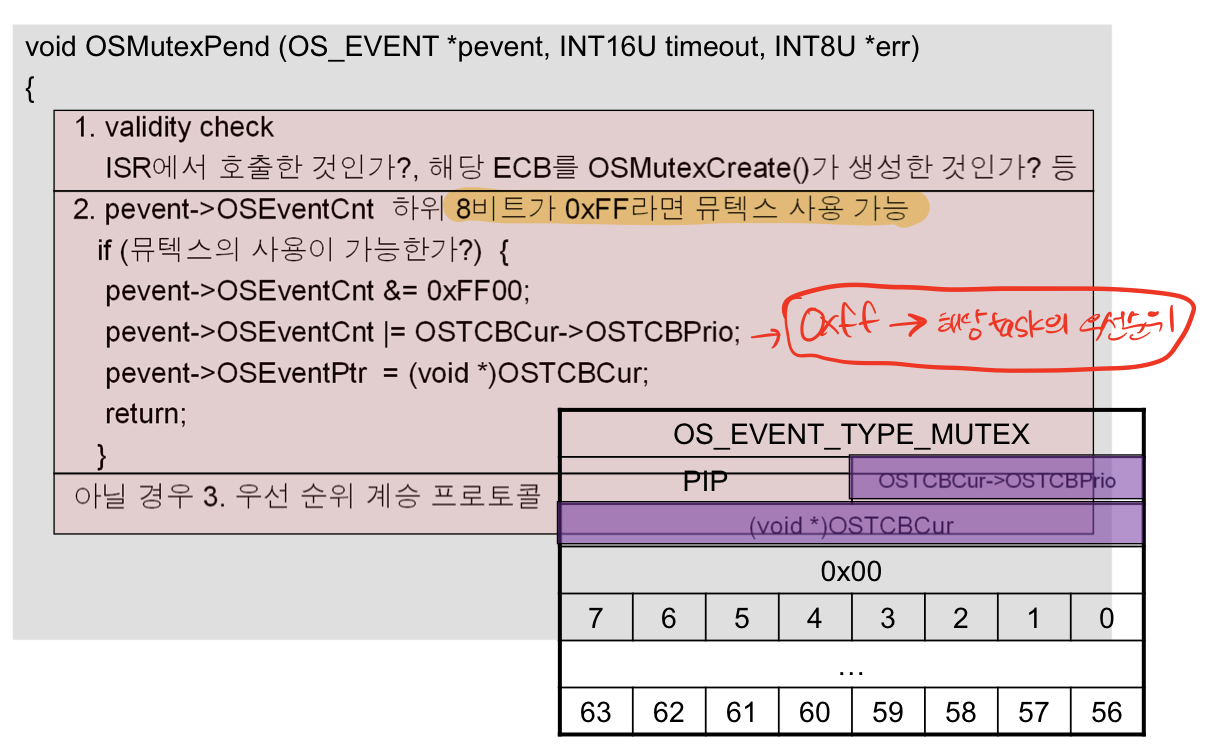 void OSMutexPend (OS_EVENT *pevent, INT16U timeout, INT8U *err)
{
1. validity check
ISR에서 호출한 것인가?, 해당 ECB를 OSMutexCreate()가 생성한 것인가? 등
2. pevent->OSEventCnt 하위 8비트가 0xFF라면 뮤텍스 사용 가능
if (뮤텍스의 사용이 가능한가?) {
pevent->OSEventCnt &= 0xFF00;
pevent->OSEventCnt |= OSTCBCur->OSTCBPrio; → 0xff → 해당 task의 우선순위
pevent->OSEventPtr = (void *)OSTCBCur;
return;
}
아닐 경우 3. 우선 순위 계승 프로토콜
OS_EVENT_TYPE_MUTEX
PIP OSTCBCur->OSTCBPrio
(void *)OSTCBCur
0x00
7 6 5 4 3 2 1 0
...
63 62 61 60 59 58 57 56